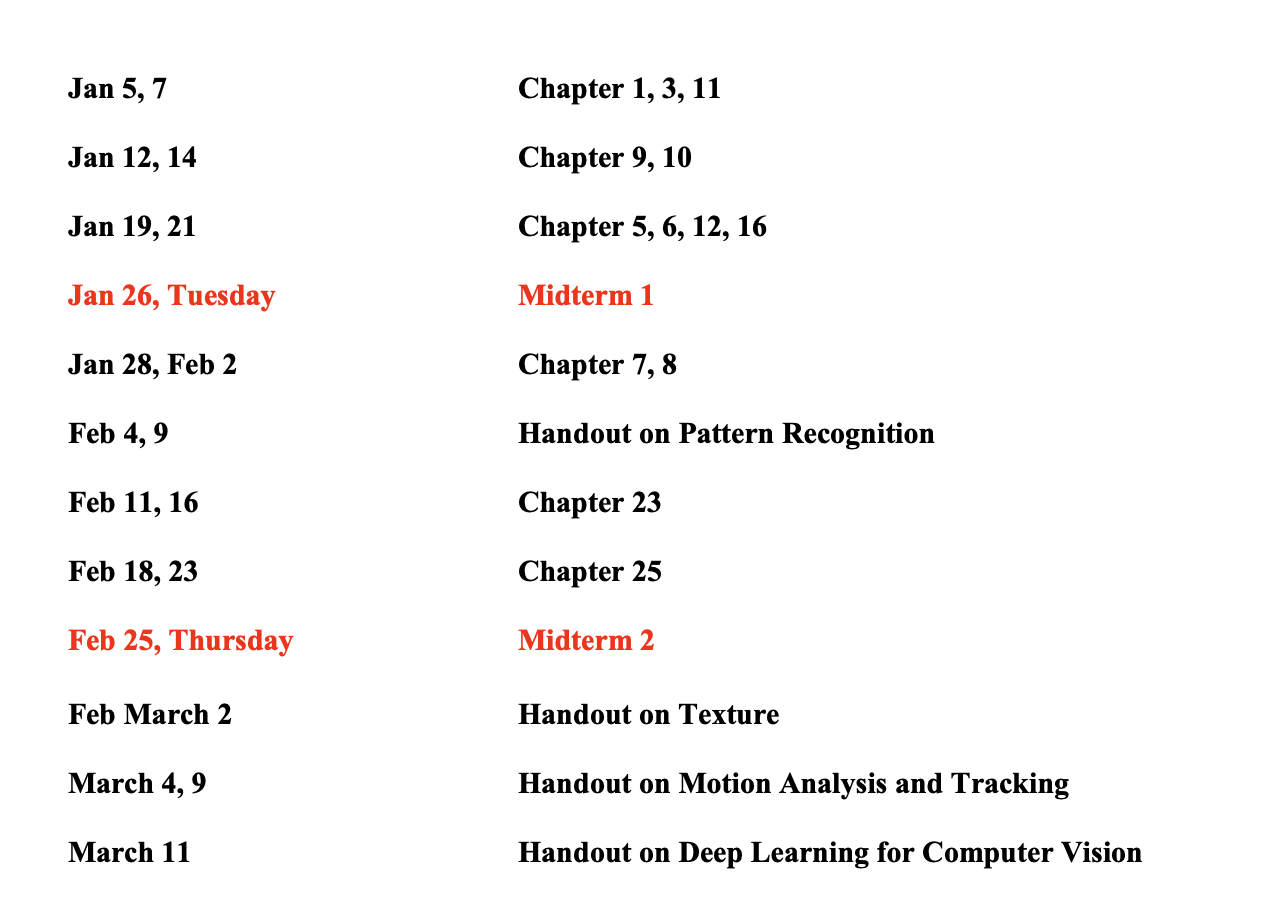 Jan 5, 7 Chapter 1, 3, 11
Jan 12, 14 Chapter 9, 10
Jan 19, 21 Chapter 5, 6, 12, 16
Jan 26, Tuesday Midterm 1
Jan 28, Feb 2 Chapter 7, 8
Feb 4, 9 Handout on Pattern Recognition
Feb 11, 16 Chapter 23
Feb 18, 23 Chapter 25
Feb 25, Thursday Midterm 2
Feb March 2 Handout on Texture
March 4, 9 Handout on Motion Analysis and Tracking
March 11 Handout on Deep Learning for Computer Vision